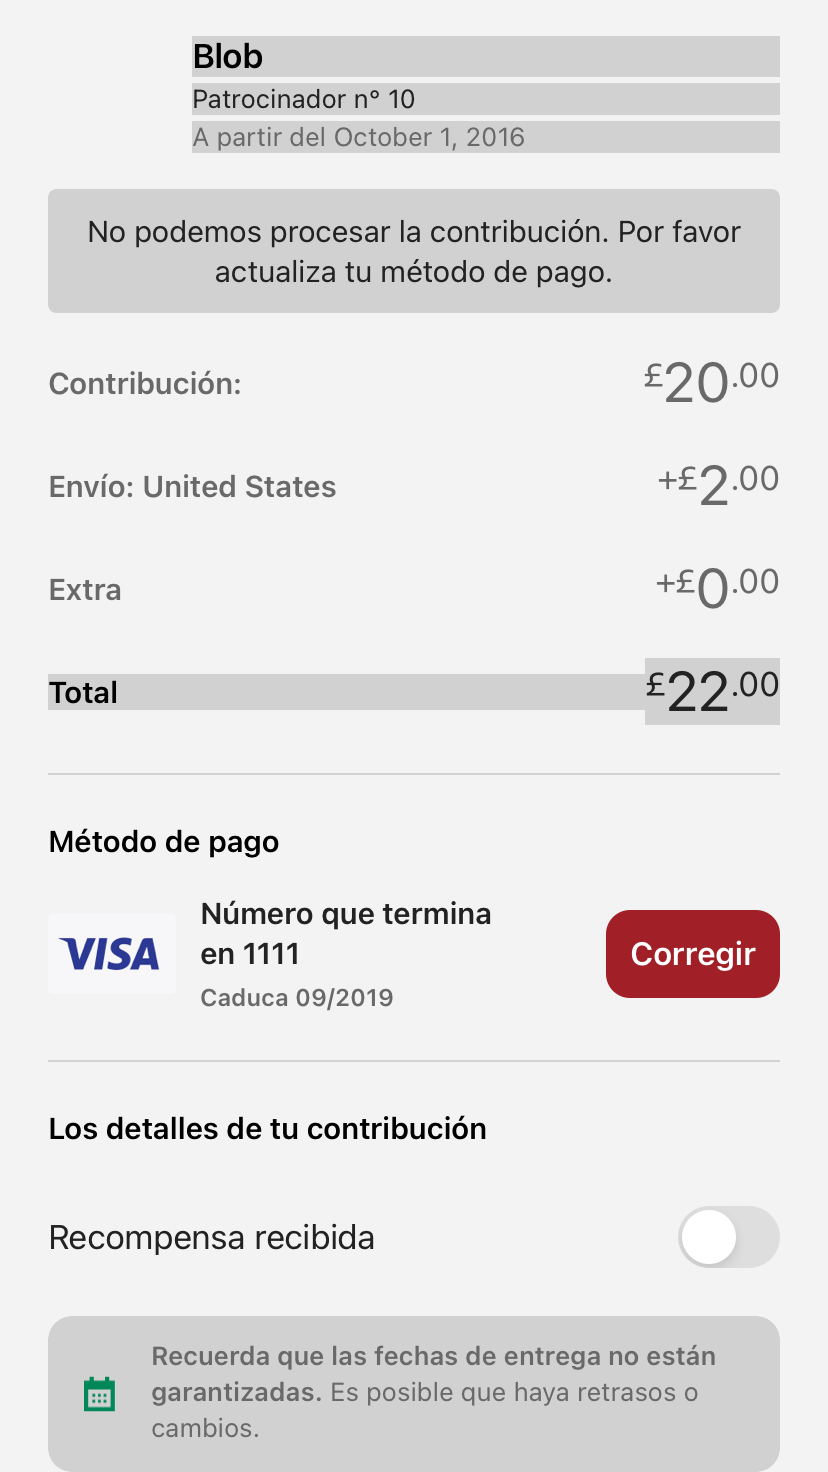 Blob
Patrocinador n° 10
A partir del October 1, 2016
No podemos procesar la contribución. Por favor
actualiza tu método de pago.
Contribución: £20.00
Envío: United States +£2.00
Extra +£0.00
Total £22.00
Método de pago
VISA
Número que termina
en 1111
Caduca 09/2019
Corregir
Los detalles de tu contribución
Recompensa recibida
Recuerda que las fechas de entrega no están
garantizadas. Es posible que haya retrasos o
cambios.